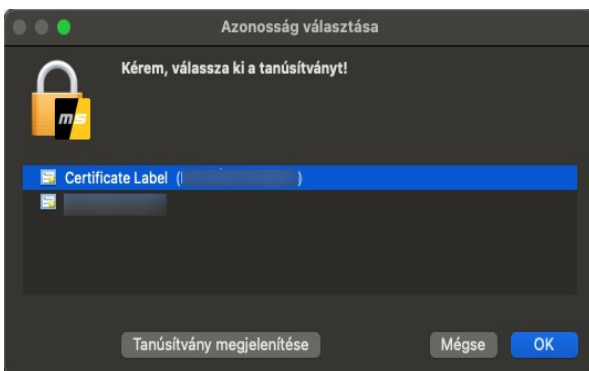 Azonosság választása
Kérem, válassza ki a tanúsítványt!
ms
Certificate Label ( )
Tanúsítvány megjelenítése
Mégse
OK